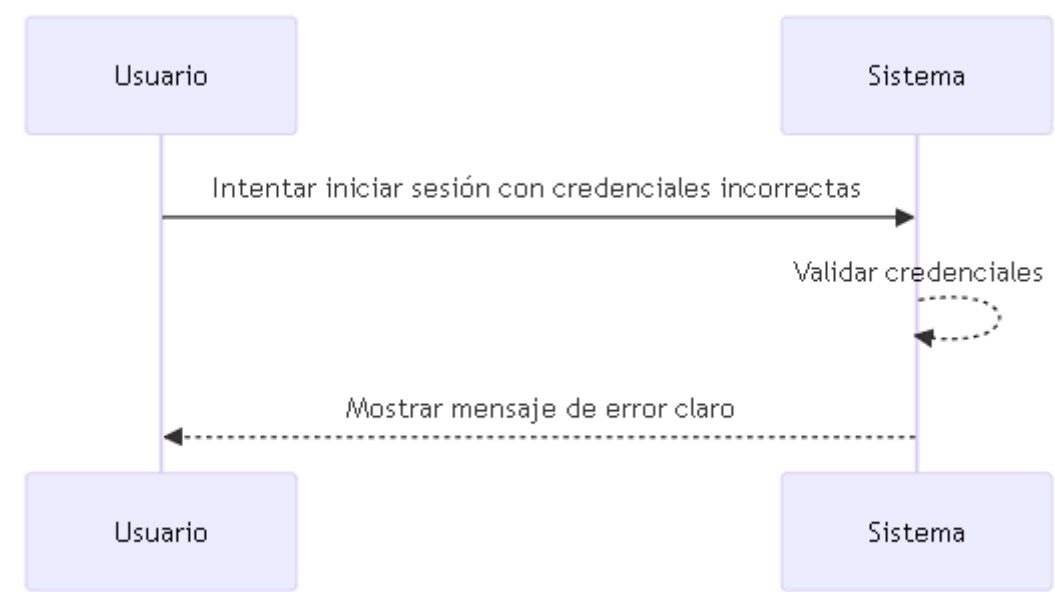 Usuario
Sistema
Intentar iniciar sesión con credenciales incorrectas
Validar credenciales
Mostrar mensaje de error claro
Usuario
Sistema